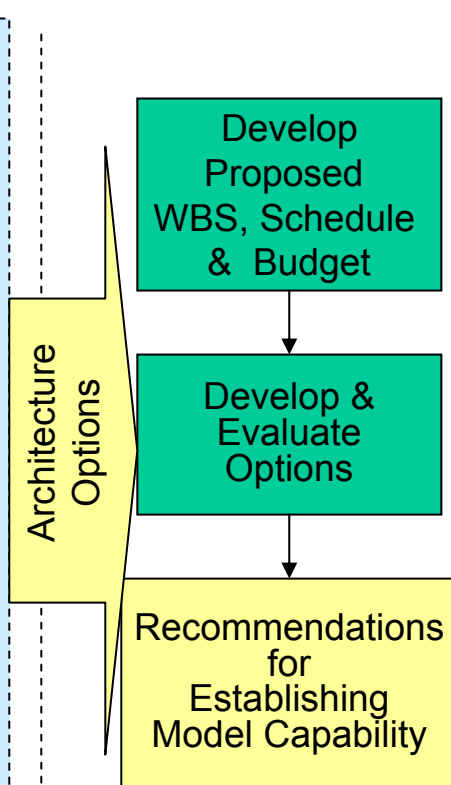 Develop
Proposed
WBS, Schedule
& Budget
Architecture
Options
Develop &
Evaluate
Options
Recommendations
for
Establishing
Model Capability